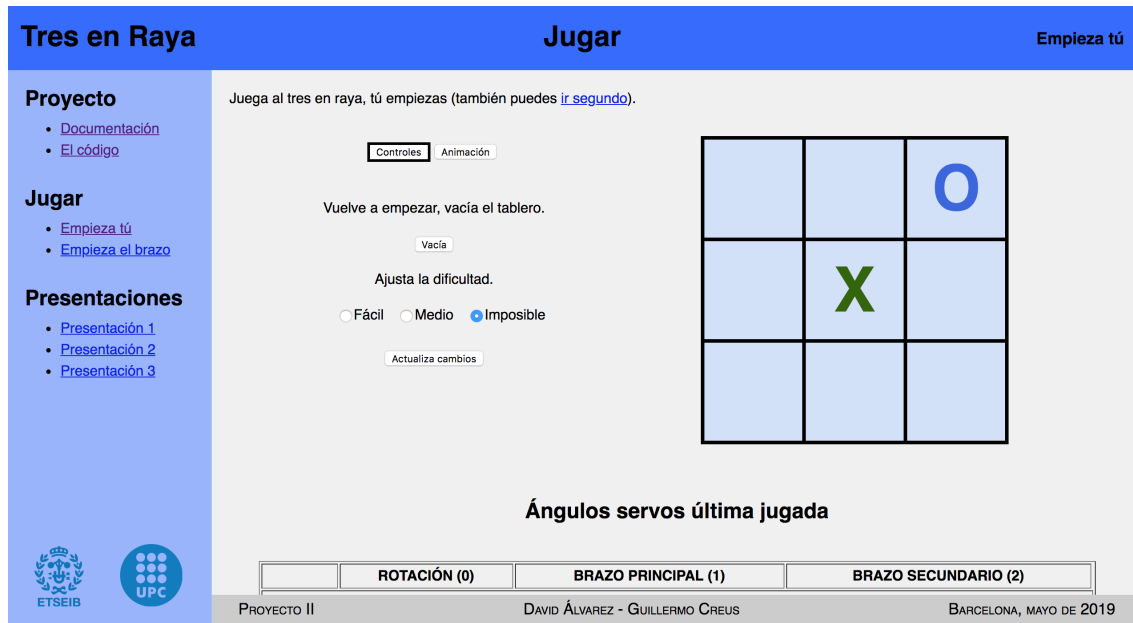 Tres en Raya
Jugar
Empieza tú
Proyecto
Documentación
El código
Jugar
Empieza tú
Empieza el brazo
Presentaciones
Presentación 1
Presentación 2
Presentación 3
ETSEIB
UPC
Juega al tres en raya, tú empiezas (también puedes ir segundo).
Controles Animación
Vuelve a empezar, vacía el tablero.
Vacía
Ajusta la dificultad.
Fácil Medio Imposible
Actualiza cambios
O
X
Ángulos servos última jugada
ROTACIÓN (0) BRAZO PRINCIPAL (1) BRAZO SECUNDARIO (2)
PROYECTO II
DAVID ÁLVAREZ - GUILLERMO CREUS
BARCELONA, MAYO DE 2019